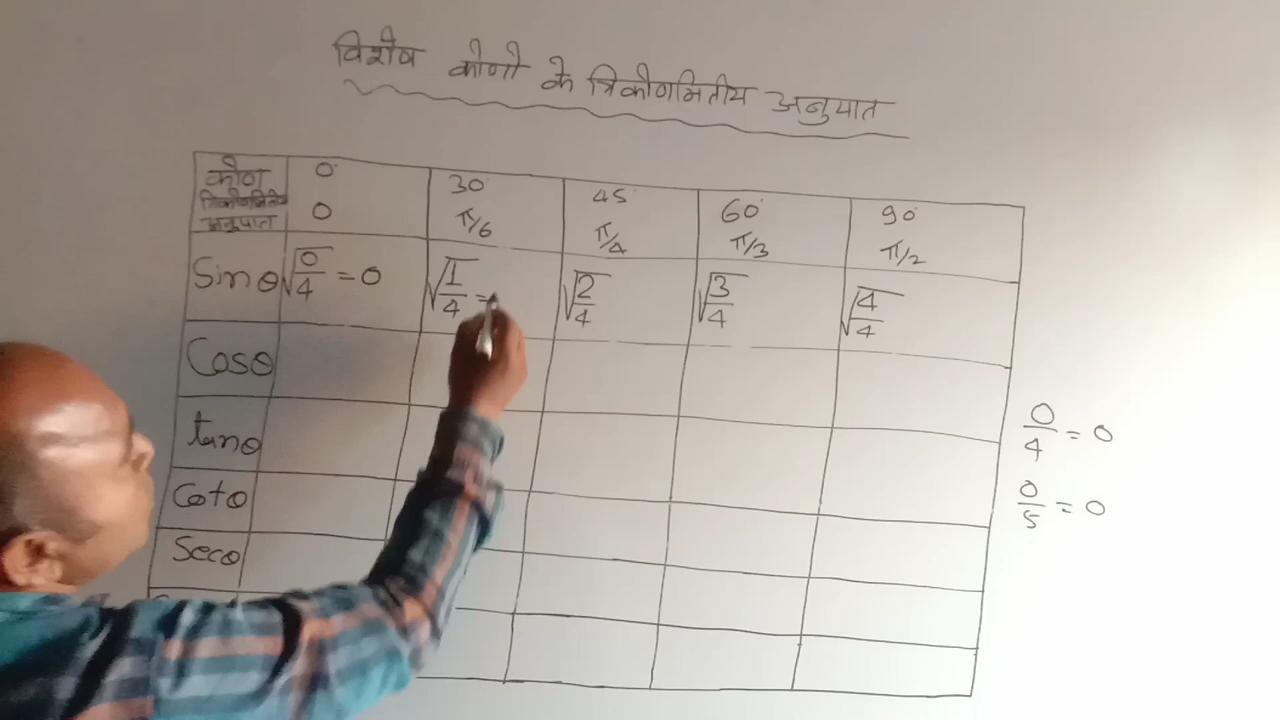 विशेष कोणो के त्रिकोणमितीय अनुपात
कोण
त्रिकोणमितीय
अनुपात
0°
0
30°
π/6
45°
π/4
60°
π/3
90°
π/2
Sinθ √0/4 = 0 √1/4 = √2/4 √3/4 √4/4
Cosθ
tanθ
Cotθ
Secθ
0/4 = 0
0/5 = 0